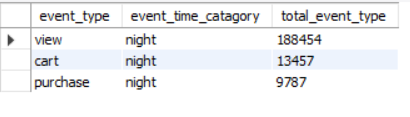 event_type event_time_catagory total_event_type
view night 188454
cart night 13457
purchase night 9787